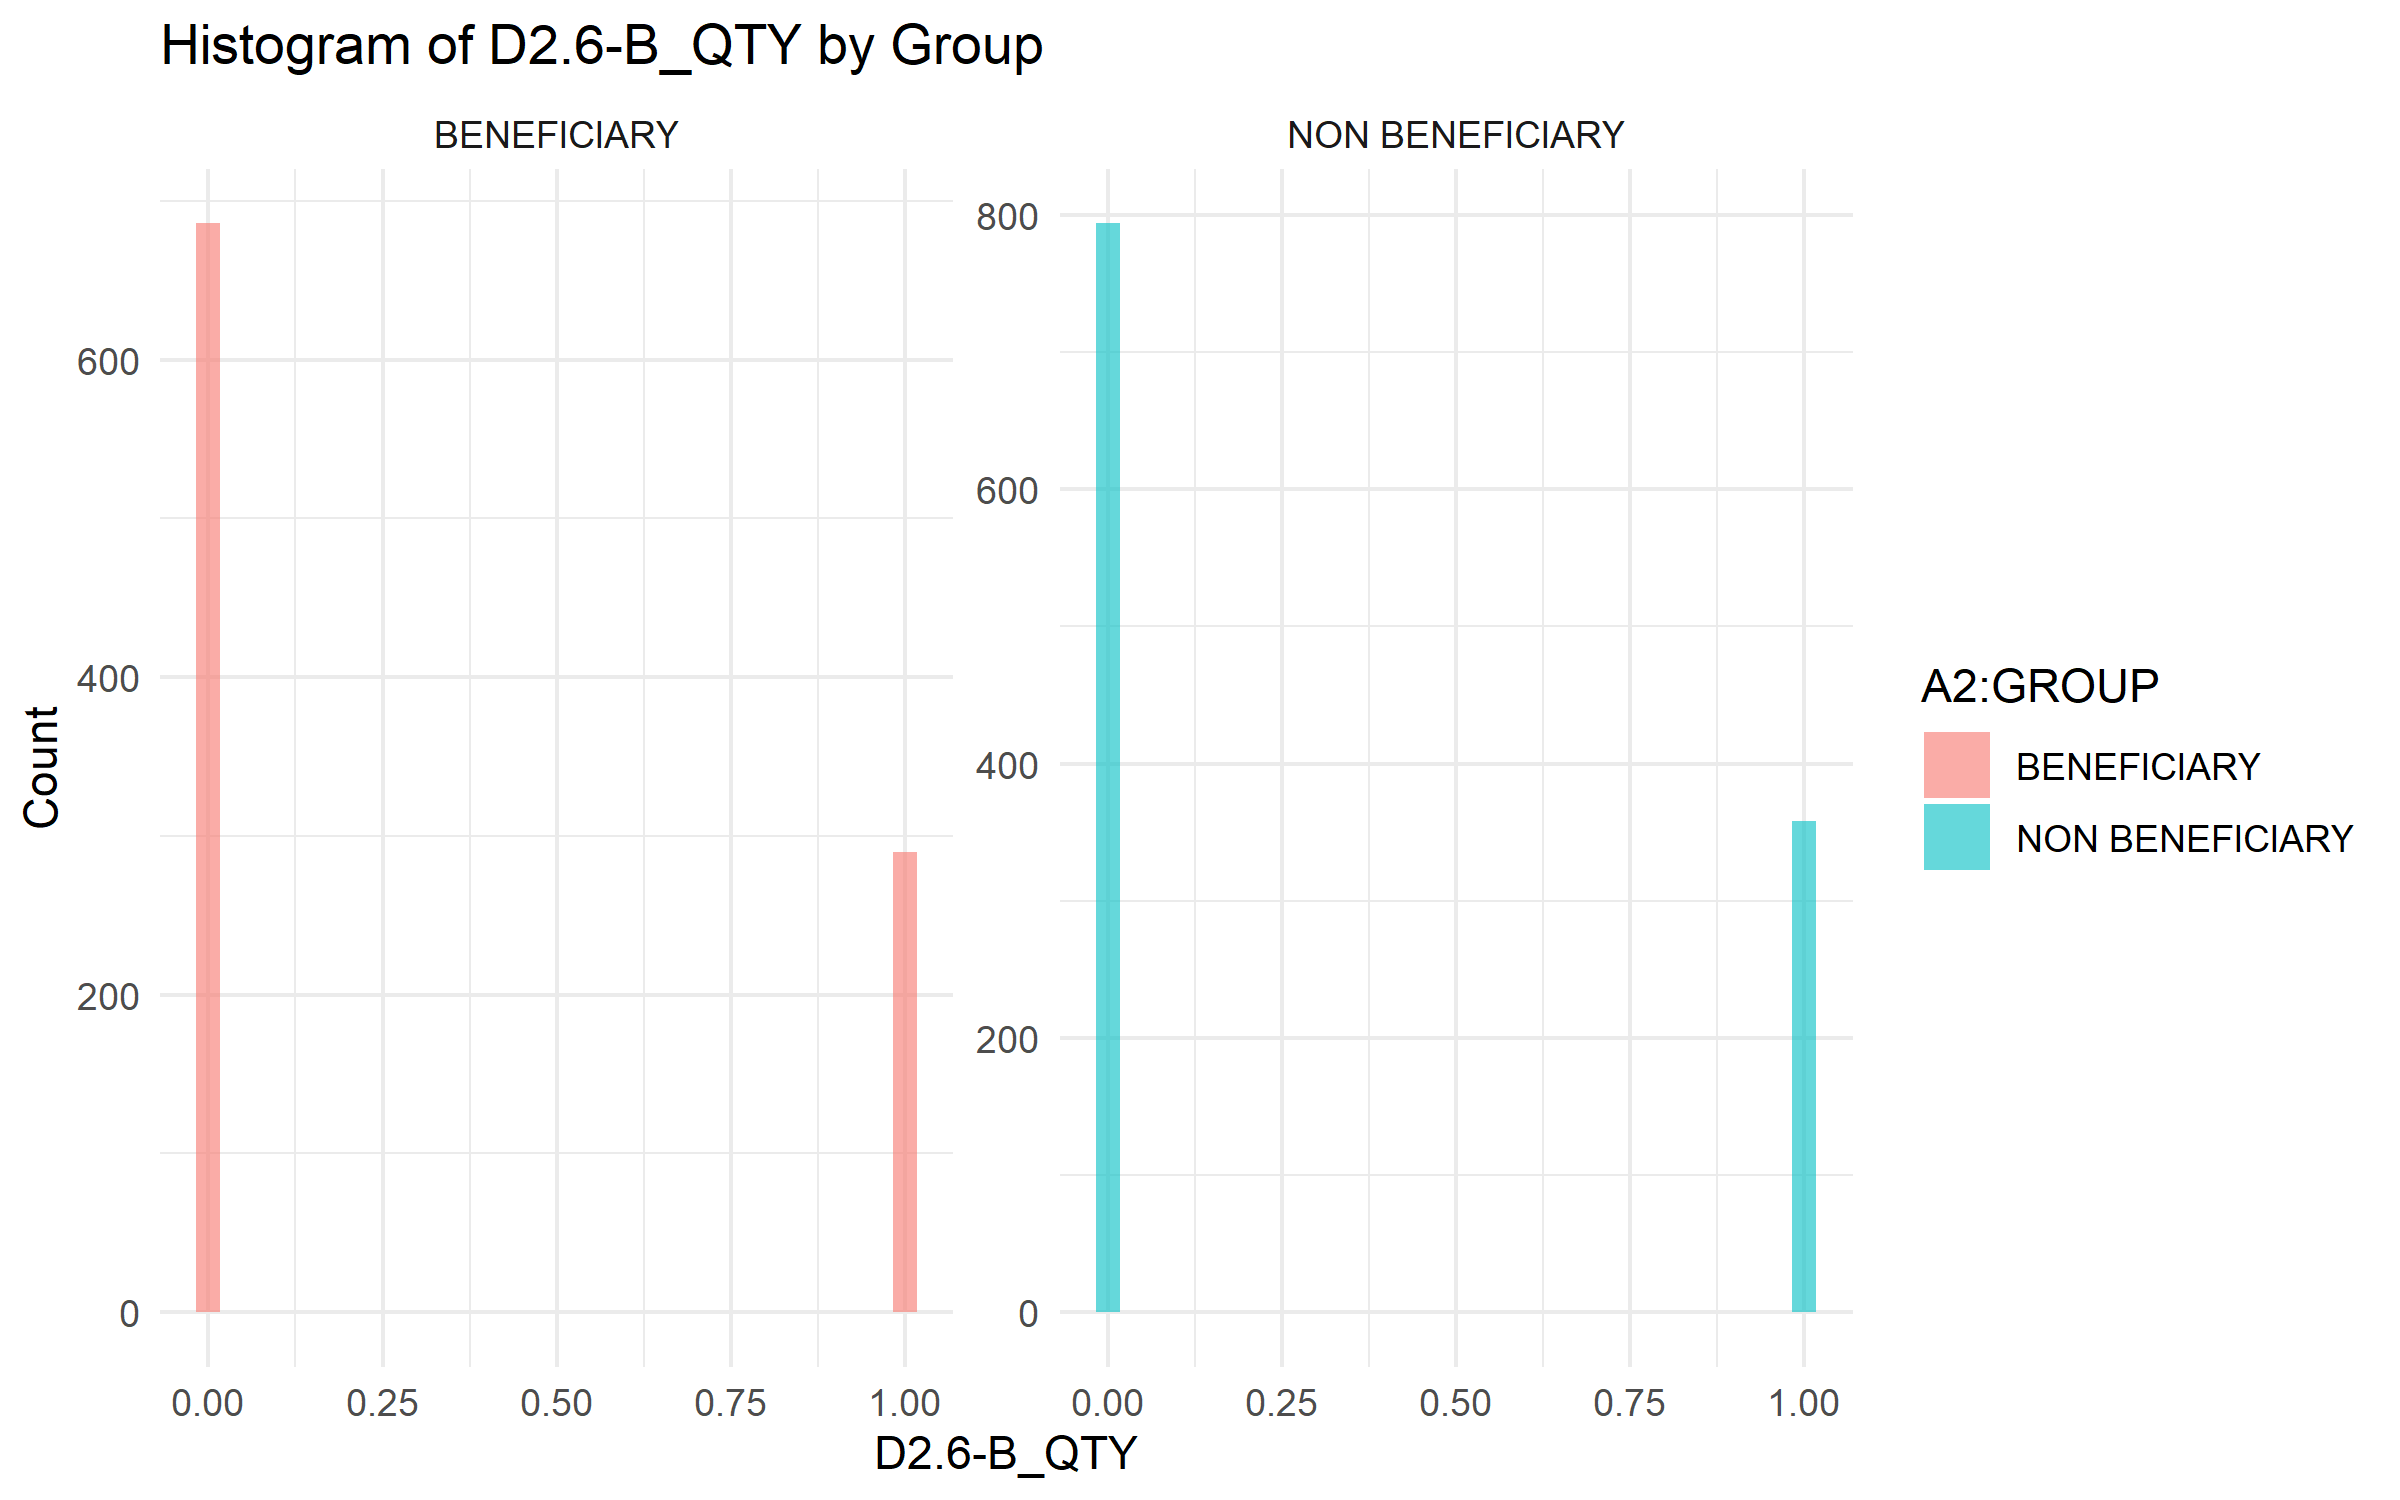 Histogram of D2.6-B_QTY by Group
BENEFICIARY
NON BENEFICIARY
Count
600
400
200
0
800
600
400
200
0
0.00 0.25 0.50 0.75 1.00
0.00 0.25 0.50 0.75 1.00
D2.6-B_QTY
A2:GROUP
BENEFICIARY
NON BENEFICIARY